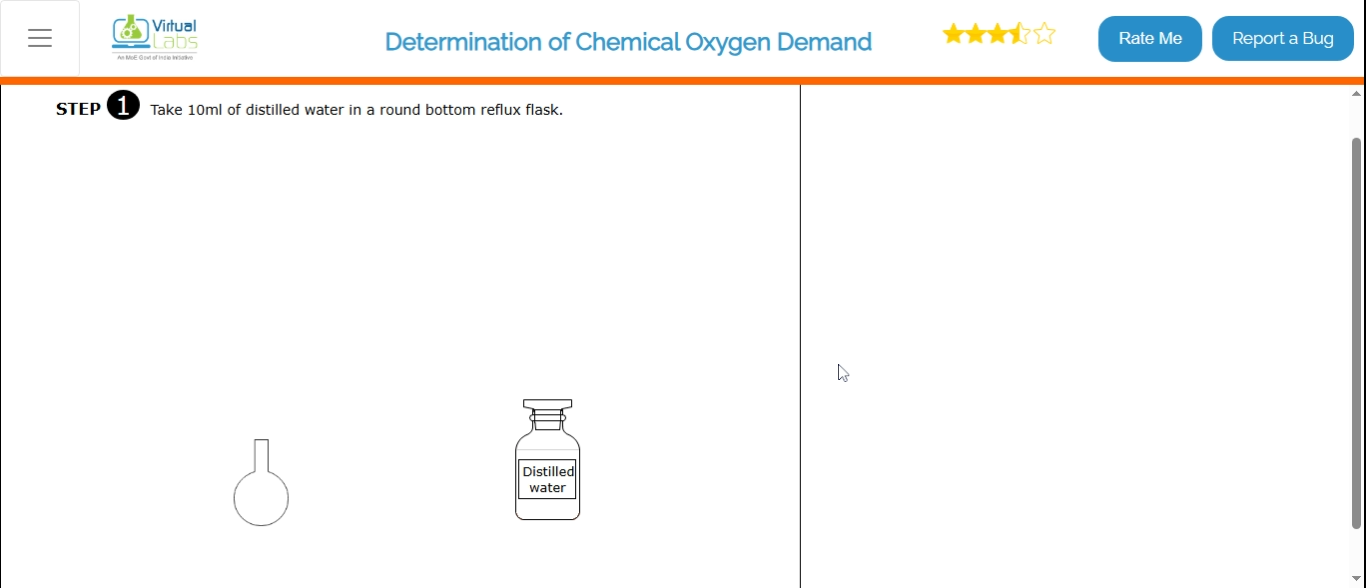 Virtual
Labs
An MoE Govt of India Initiative
Determination of Chemical Oxygen Demand
Rate Me
Report a Bug
STEP 1 Take 10ml of distilled water in a round bottom reflux flask.
Distilled
water